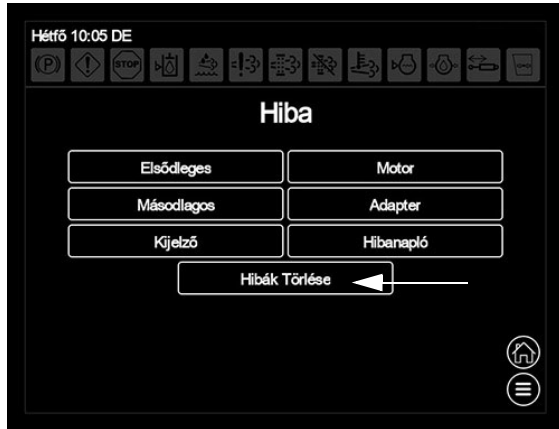 Hétfő 10:05 DE
STOP
Hiba
Elsődleges Motor
Másodlagos Adapter
Kijelző Hibanapló
Hibák Törlése